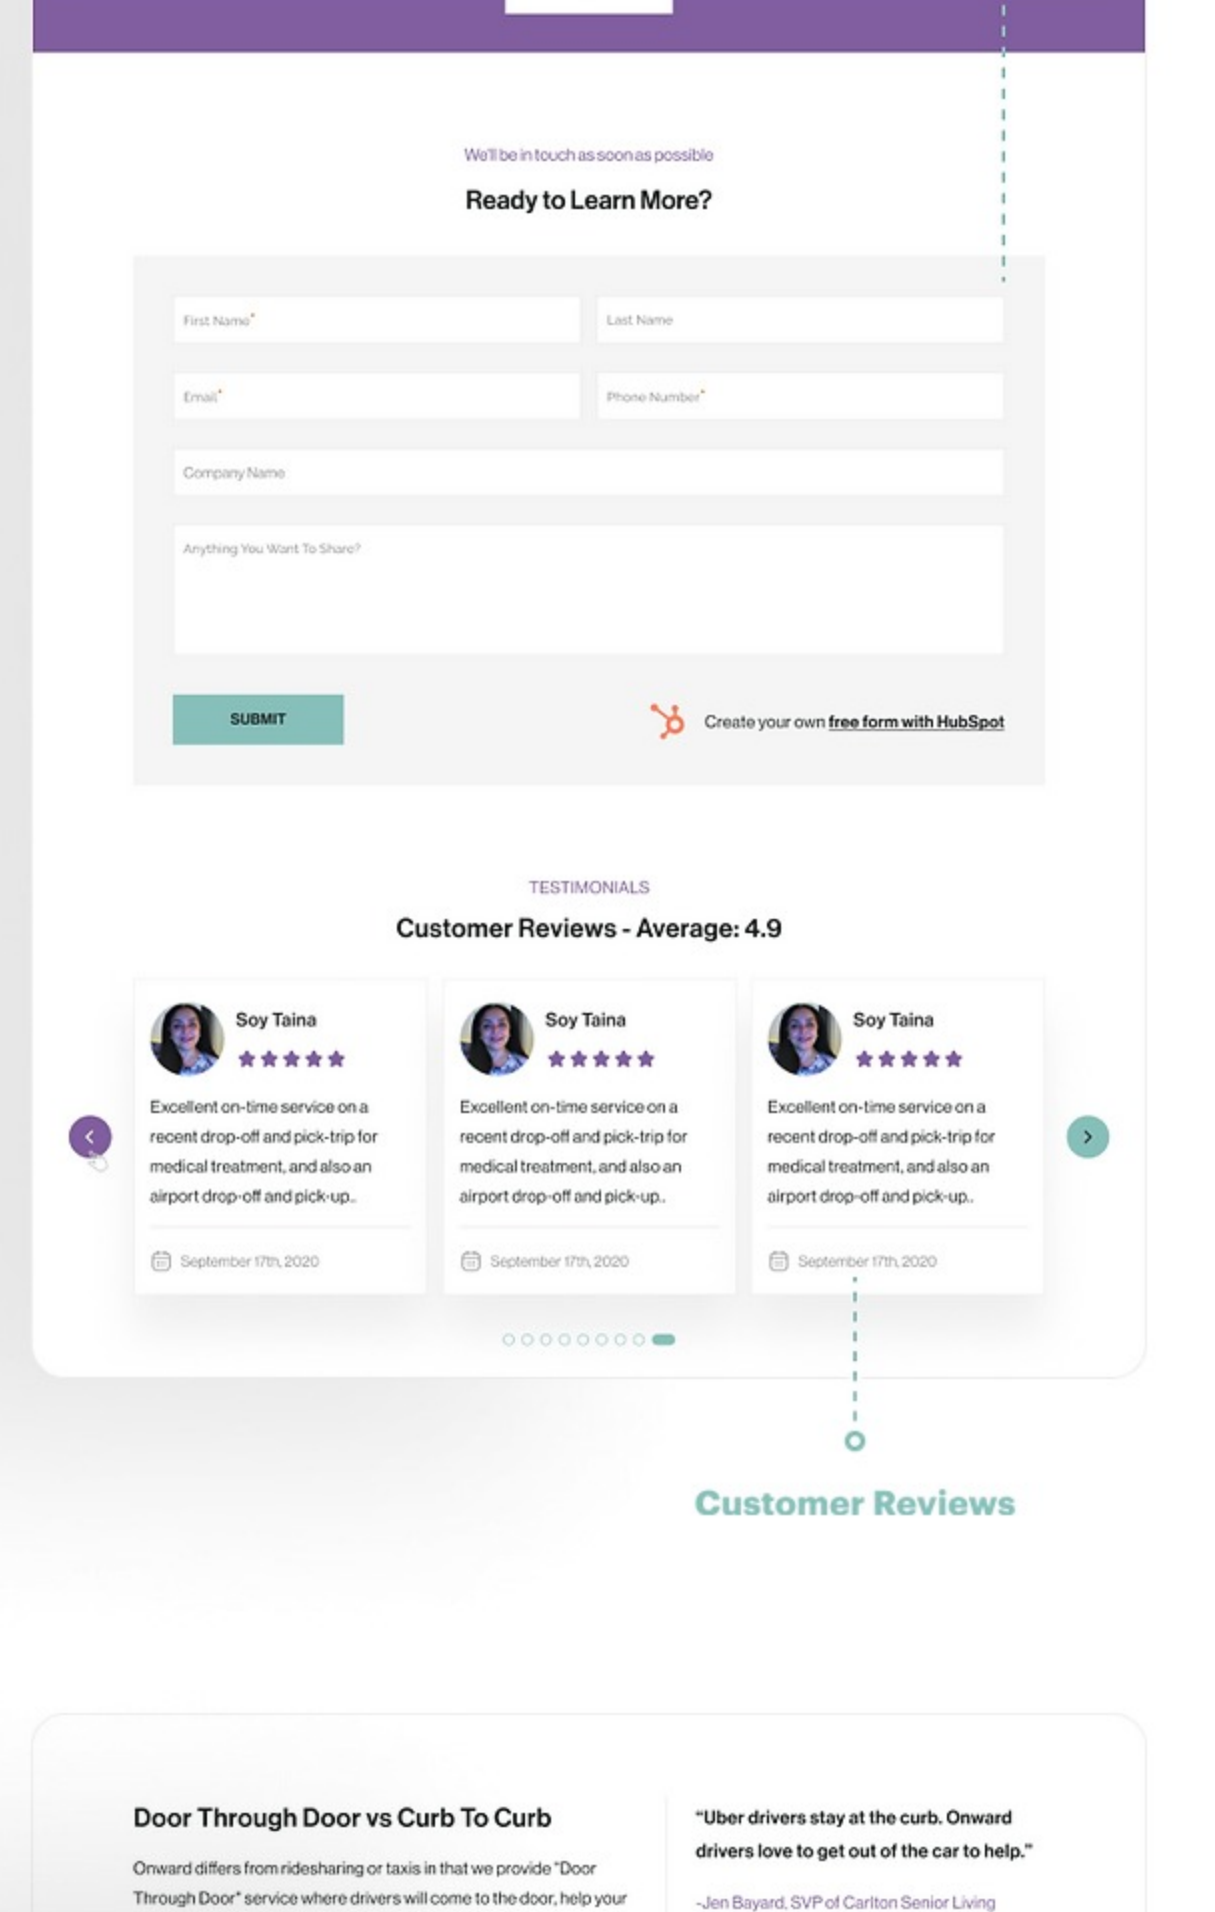 We'll be in touch as soon as possible
Ready to Learn More?
First Name*
Last Name
Email*
Phone Number*
Company Name
Anything You Want To Share?
SUBMIT
Create your own free form with HubSpot
TESTIMONIALS
Customer Reviews - Average: 4.9
Soy Taina
Excellent on-time service on a
recent drop-off and pick-trip for
medical treatment, and also an
airport drop-off and pick-up..
September 17th, 2020
Soy Taina
Excellent on-time service on a
recent drop-off and pick-trip for
medical treatment, and also an
airport drop-off and pick-up..
September 17th, 2020
Soy Taina
Excellent on-time service on a
recent drop-off and pick-trip for
medical treatment, and also an
airport drop-off and pick-up..
September 17th, 2020
Customer Reviews
Door Through Door vs Curb To Curb
Onward differs from ridesharing or taxis in that we provide "Door
Through Door" service where drivers will come to the door, help your
“Uber drivers stay at the curb. Onward
drivers love to get out of the car to help.”
-Jen Bayard, SVP of Carlton Senior Living